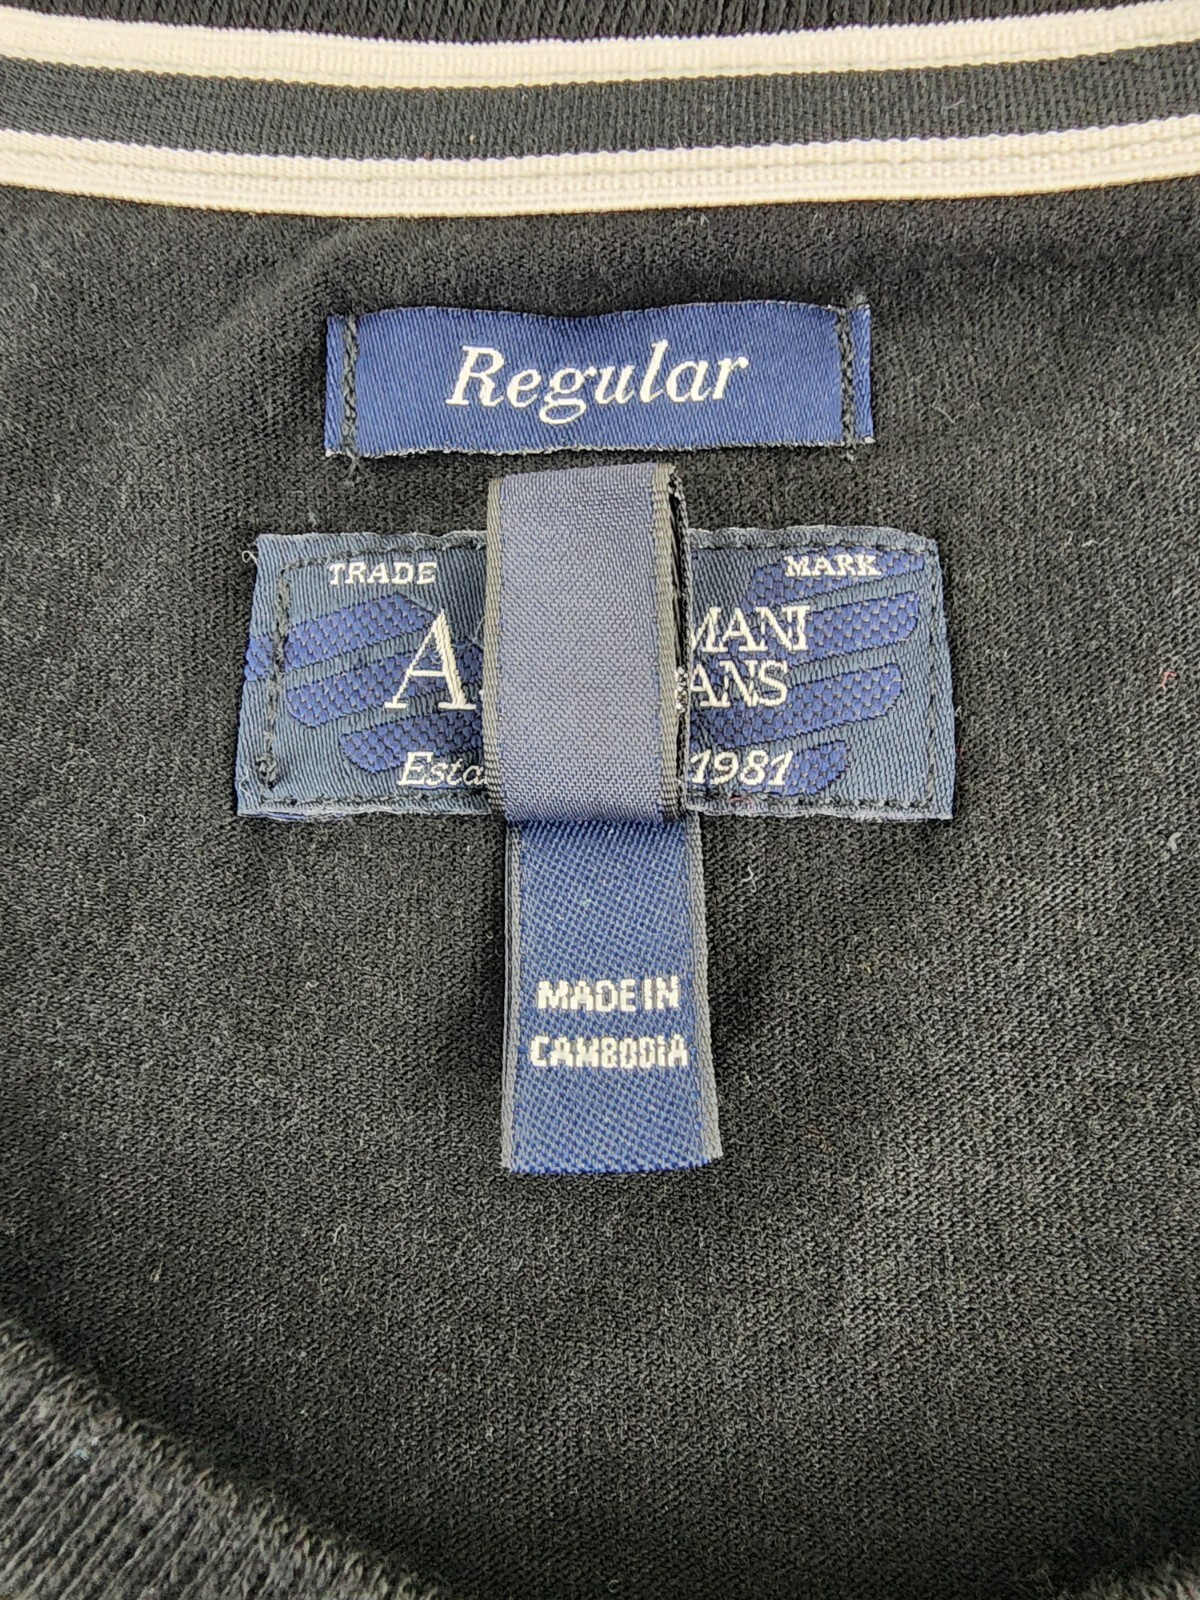 Regular
TRADE MARK
A MANI
ANS
Esta 1981
MADE IN
CAMBODIA